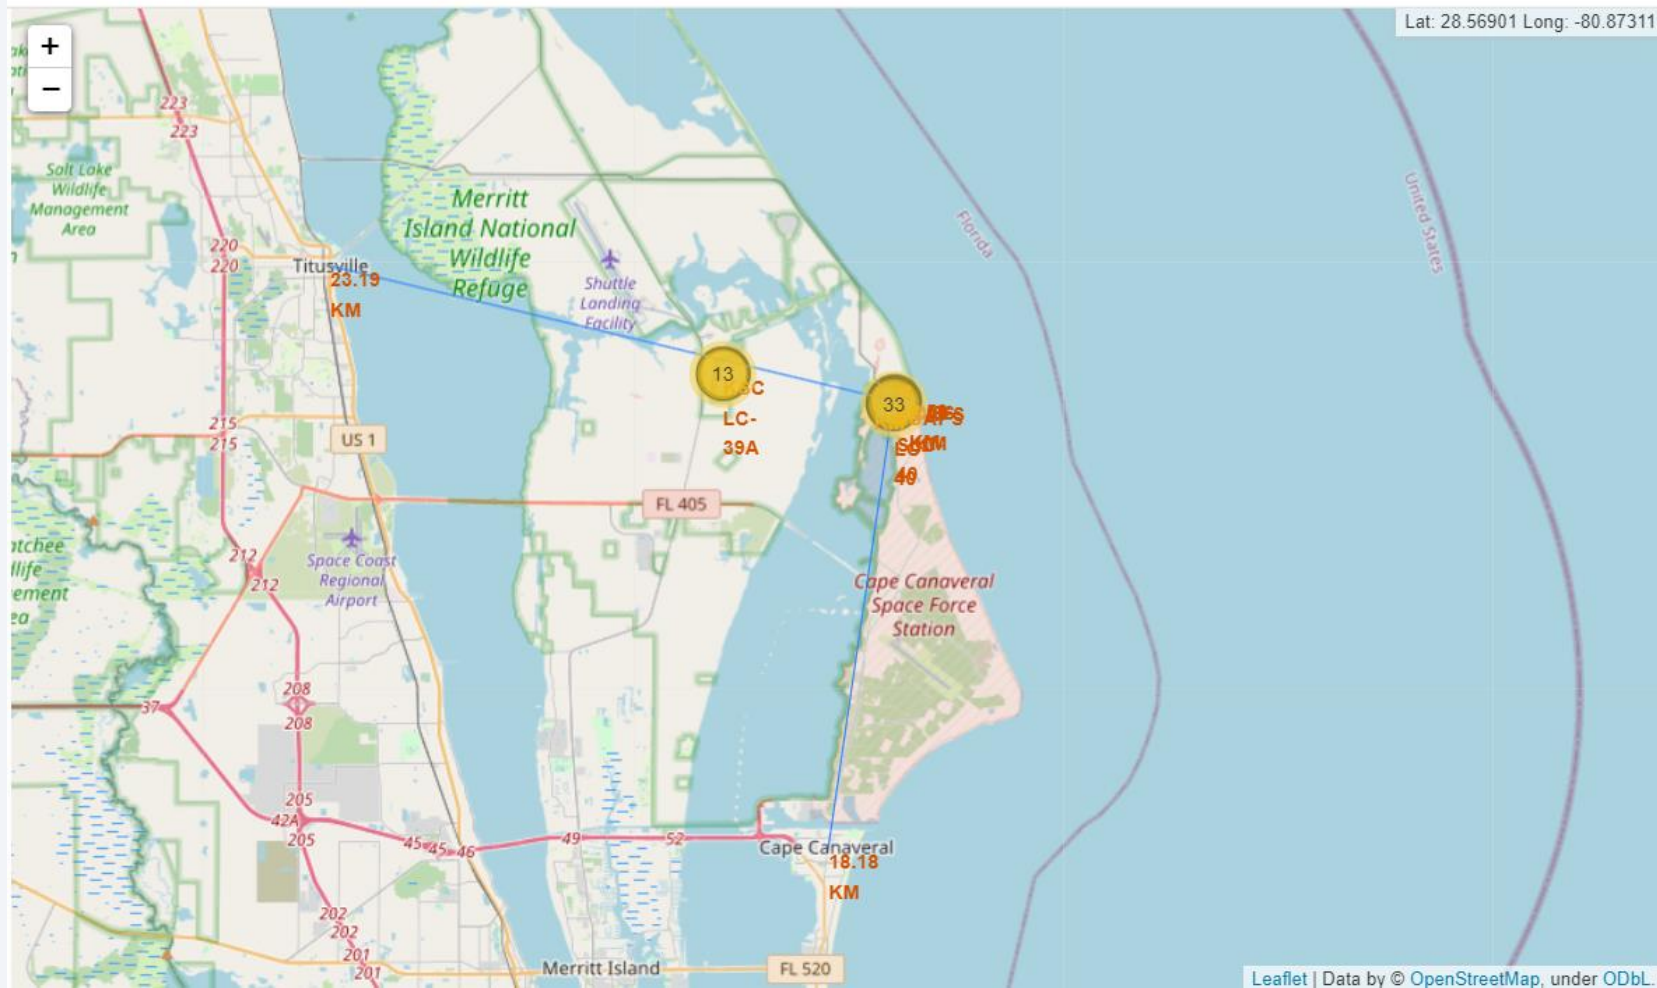 +
−
Lat: 28.56901 Long: -80.87311
223
223
Salt Lake
Wildlife
Management
Area
220
220
Titusville
23.19
KM
Merritt
Island National
Wildlife
Refuge
Shuttle
Landing
Facility
Florida
United States
13
LC-
39A
33
KM
40
215
215
US 1
FL 405
212
212
Space Coast
Regional
Airport
Cape Canaveral
Space Force
Station
208
208
37
205
42A
205
45
45
46
49
52
Cape Canaveral
18.18
KM
202
202
201
201
Merritt Island
FL 520
Leaflet | Data by © OpenStreetMap, under ODbL.